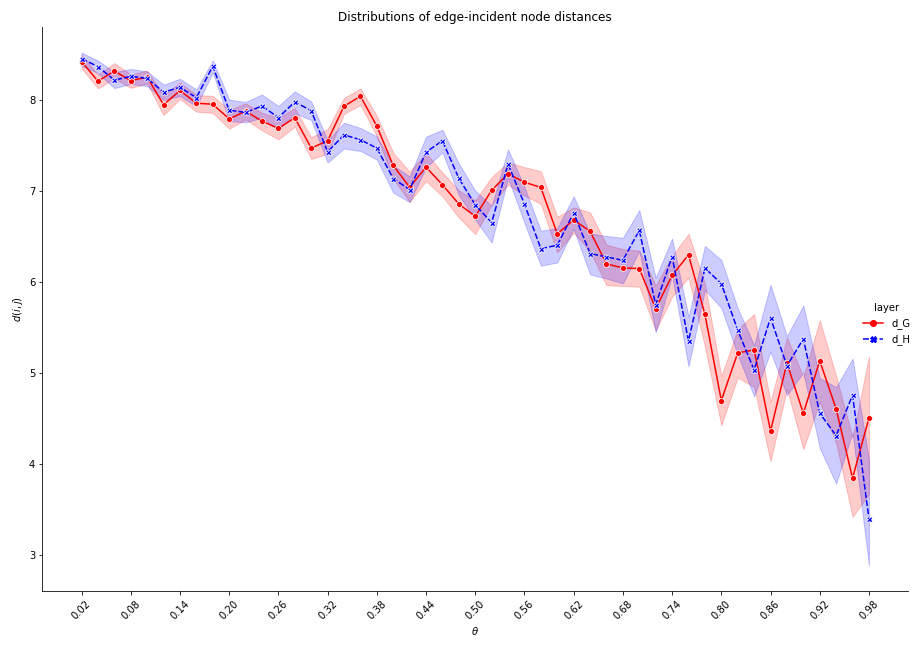 Distributions of edge-incident node distances
d(i, j)
8
7
6
5
4
3
0.02 0.08 0.14 0.20 0.26 0.32 0.38 0.44 0.50 0.56 0.62 0.68 0.74 0.80 0.86 0.92 0.98
θ
layer
d_G
d_H